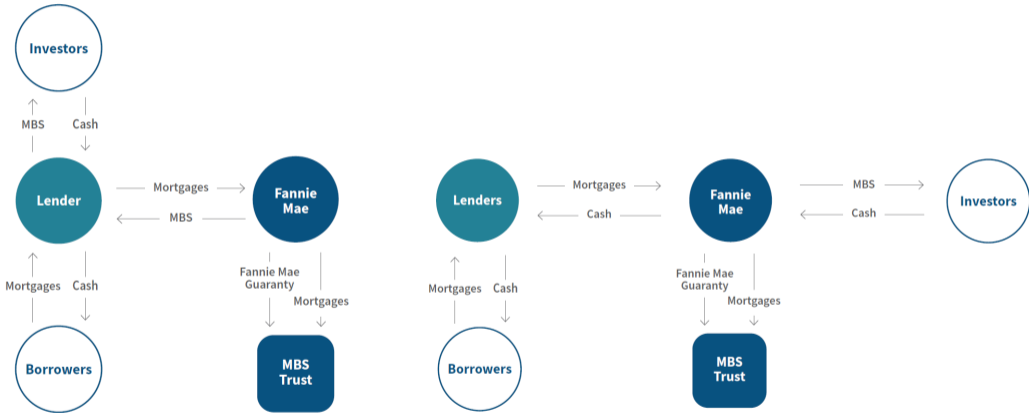 Investors
MBS
Cash
Lender
Mortgages
MBS
Fannie
Mae
Mortgages
Cash
Fannie Mae
Guaranty
Mortgages
Borrowers
MBS
Trust
Lenders
Mortgages
Cash
Fannie
Mae
MBS
Cash
Investors
Mortgages
Cash
Fannie Mae
Guaranty
Mortgages
Borrowers
MBS
Trust